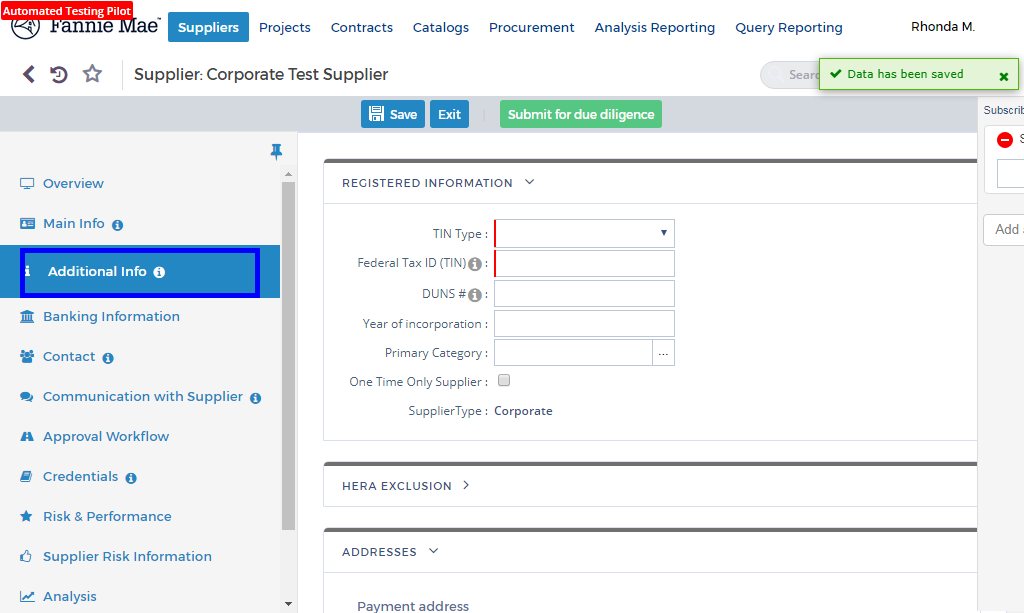 Automated Testing Pilot
Fannie Mae
Suppliers
Projects
Contracts
Catalogs
Procurement
Analysis Reporting
Query Reporting
Rhonda M.
Supplier: Corporate Test Supplier
Data has been saved
Save
Exit
Submit for due diligence
Overview
Main Info
Additional Info
Banking Information
Contact
Communication with Supplier
Approval Workflow
Credentials
Risk & Performance
Supplier Risk Information
Analysis
REGISTERED INFORMATION
TIN Type :
Federal Tax ID (TIN) :
DUNS # :
Year of incorporation :
Primary Category :
...
One Time Only Supplier :
SupplierType : Corporate
HERA EXCLUSION
ADDRESSES
Payment address
Add